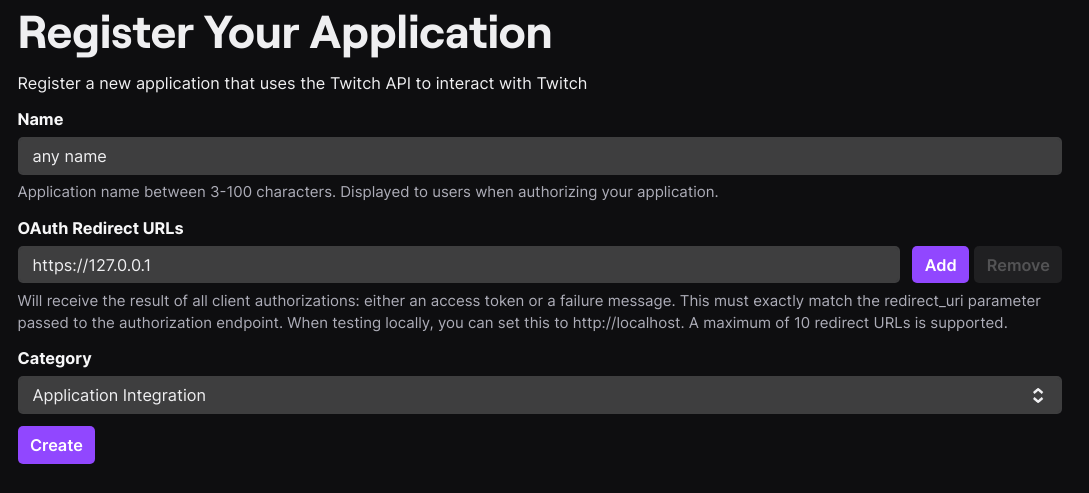 Register Your Application
Register a new application that uses the Twitch API to interact with Twitch
Name
any name
Application name between 3-100 characters. Displayed to users when authorizing your application.
OAuth Redirect URLs
https://127.0.0.1
Add
Remove
Will receive the result of all client authorizations: either an access token or a failure message. This must exactly match the redirect_uri parameter
passed to the authorization endpoint. When testing locally, you can set this to http://localhost. A maximum of 10 redirect URLs is supported.
Category
Application Integration
Create